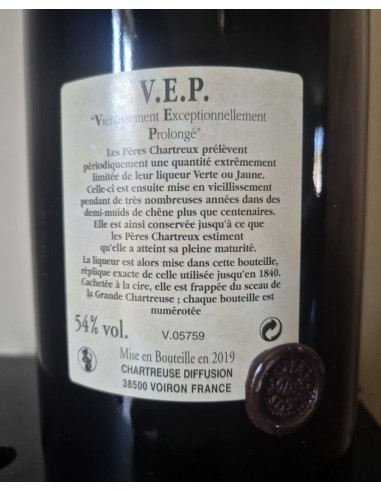 V.E.P.
"Vieillissement Exceptionnellement
Prolongé"
Les Pères Chartreux prélèvent
périodiquement une quantité extrêmement
limitée de leur liqueur Verte ou Jaune.
Celle-ci est ensuite mise en vieillissement
pendant de très nombreuses années dans des
demi-muids de chêne plus que centenaires.
Elle est ainsi conservée jusqu'à ce que
les Pères Chartreux estiment
qu'elle a atteint sa pleine maturité.
La liqueur est alors mise dans cette bouteille,
réplique exacte de celle utilisée jusqu'en 1840.
Cachetée à la cire, elle est frappée du sceau de
la Grande Chartreuse ; chaque bouteille est
numérotée
54% vol.
V.05759
Mise en Bouteille en 2019
CHARTREUSE DIFFUSION
38500 VOIRON FRANCE